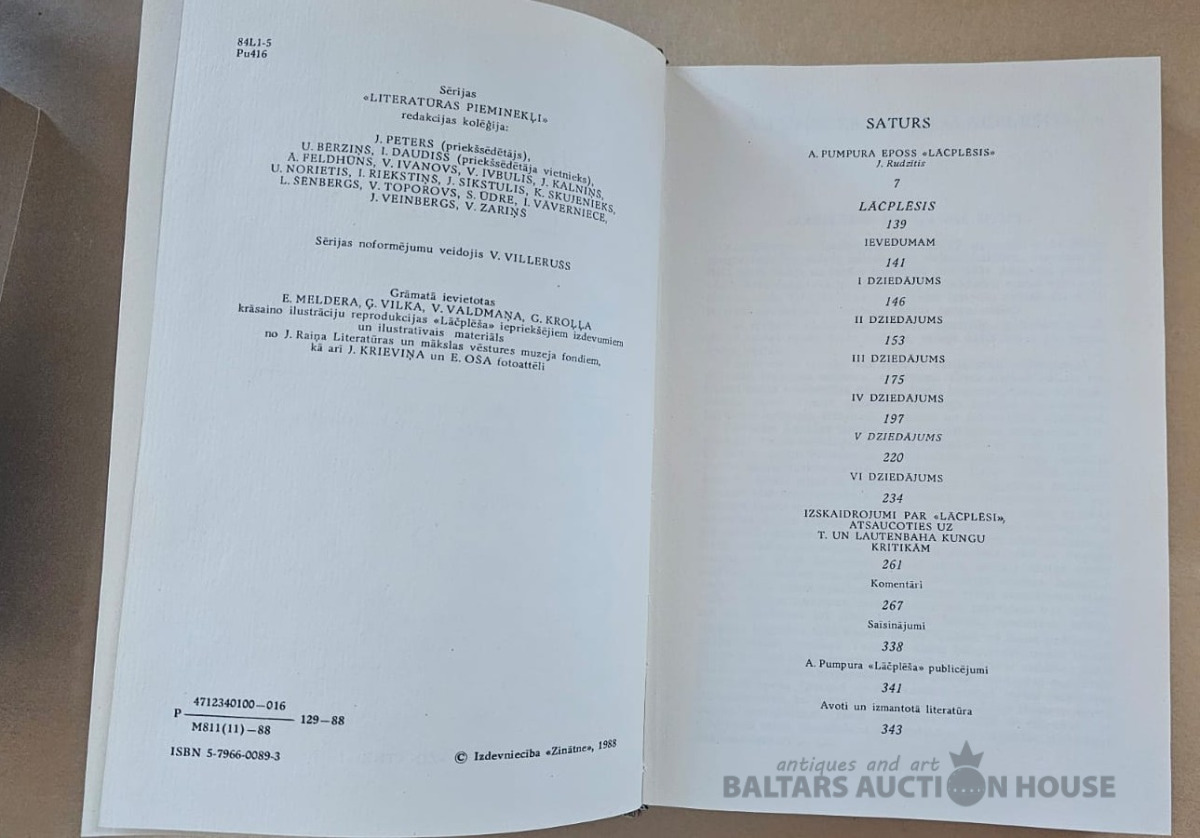 84L1-5
Pu416
Sērijas
«LITERATŪRAS PIEMINEKĻI»
redakcijas kolēģija:
J. PETERS (priekšsēdētājs),
U. BĒRZIŅŠ, I. DAUDIŠS (priekšsēdētāja vietnieks),
A. FELDHŪNS, V. IVANOVS, V. IVBULIS, J. KALNIŅŠ,
U. NORIETIS, I. RIEKSTIŅŠ, J. SIKSTULIS, K. SKUJENIEKS,
L. SĒNBERGS, V. TOPOROVS, S. ŪDRE, I. VĀVERNIECE,
J. VEINBERGS, V. ZARIŅŠ
Sērijas noformējumu veidojis V. VILLERUŠS
Grāmatā ievietotas
E. MELDERA, Ģ. VILKA, V. VALDMAŅA, G. KROĻĻA
krāsaino ilustrāciju reprodukcijas «Lāčplēša» iepriekšējiem izdevumiem
un ilustratīvais materiāls
no J. Raiņa Literatūras un mākslas vēstures muzeja fondiem,
kā arī J. KRIEVIŅA un E. OŠA fotoattēli
P 4712340100—016
M811(11)—88
129—88
ISBN 5-7966-0089-3
© Izdevniecība «Zinātne», 1988
SATURS
A. PUMPURA EPOSS «LĀČPLĒSIS»
J. Rudzītis
7
LĀČPLĒSIS
139
IEVEDUMAM
141
I DZIEDĀJUMS
146
II DZIEDĀJUMS
153
III DZIEDĀJUMS
175
IV DZIEDĀJUMS
197
V DZIEDĀJUMS
220
VI DZIEDĀJUMS
234
IZSKAIDROJUMI PAR «LĀČPLĒSI»,
ATSAUCOTIES UZ
T. UN LAUTENBAHA KUNGU
KRITIKĀM
261
Komentāri
267
Saīsinājumi
338
A. Pumpura «Lāčplēša» publicējumi
341
Avoti un izmantotā literatūra
343
antiques and art
BALTARS AUCTION HOUSE